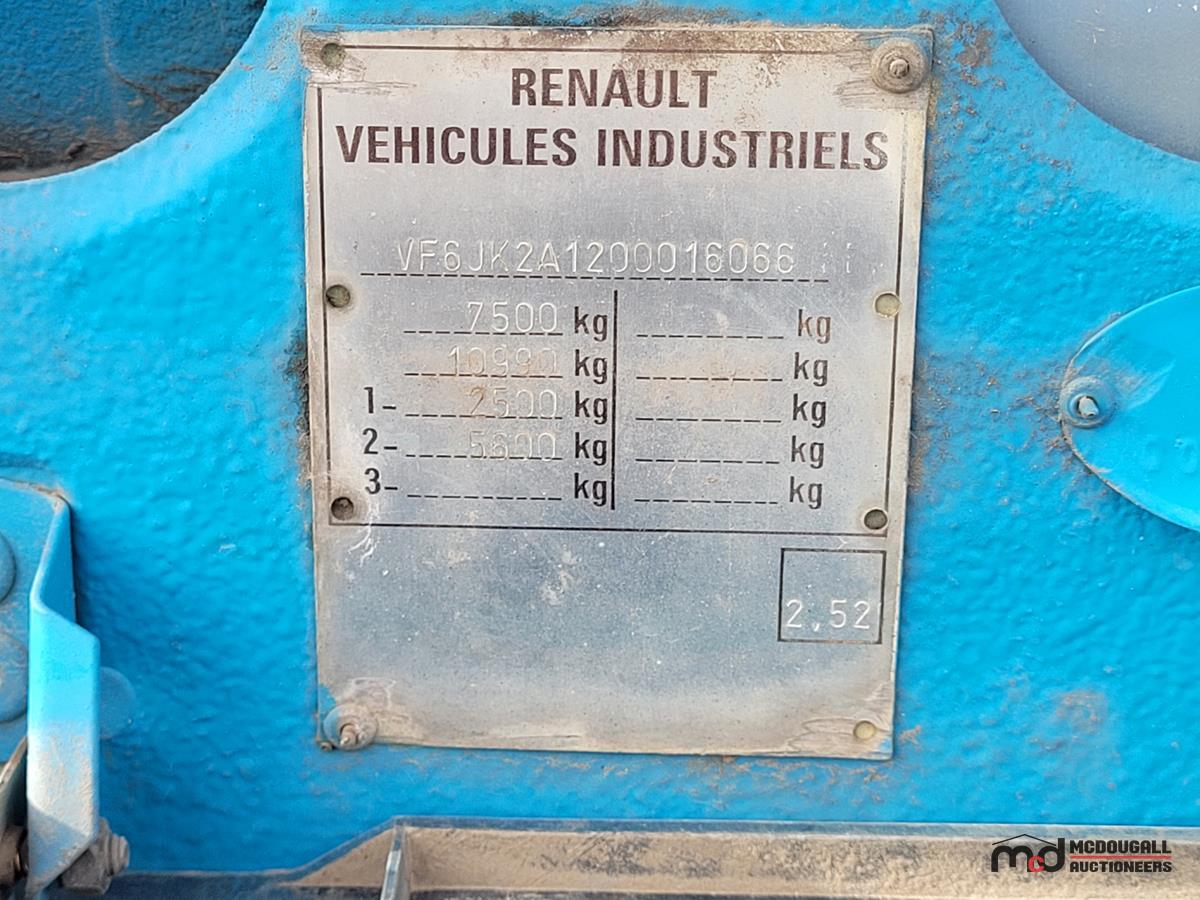 RENAULT
VEHICULES INDUSTRIELS
VF6JK2A1200016066
7500 kg kg
10990 kg kg
1- 2500 kg kg
2- 5600 kg kg
3- kg kg
2,52
mcd MCDOUGALL
AUCTIONEERS